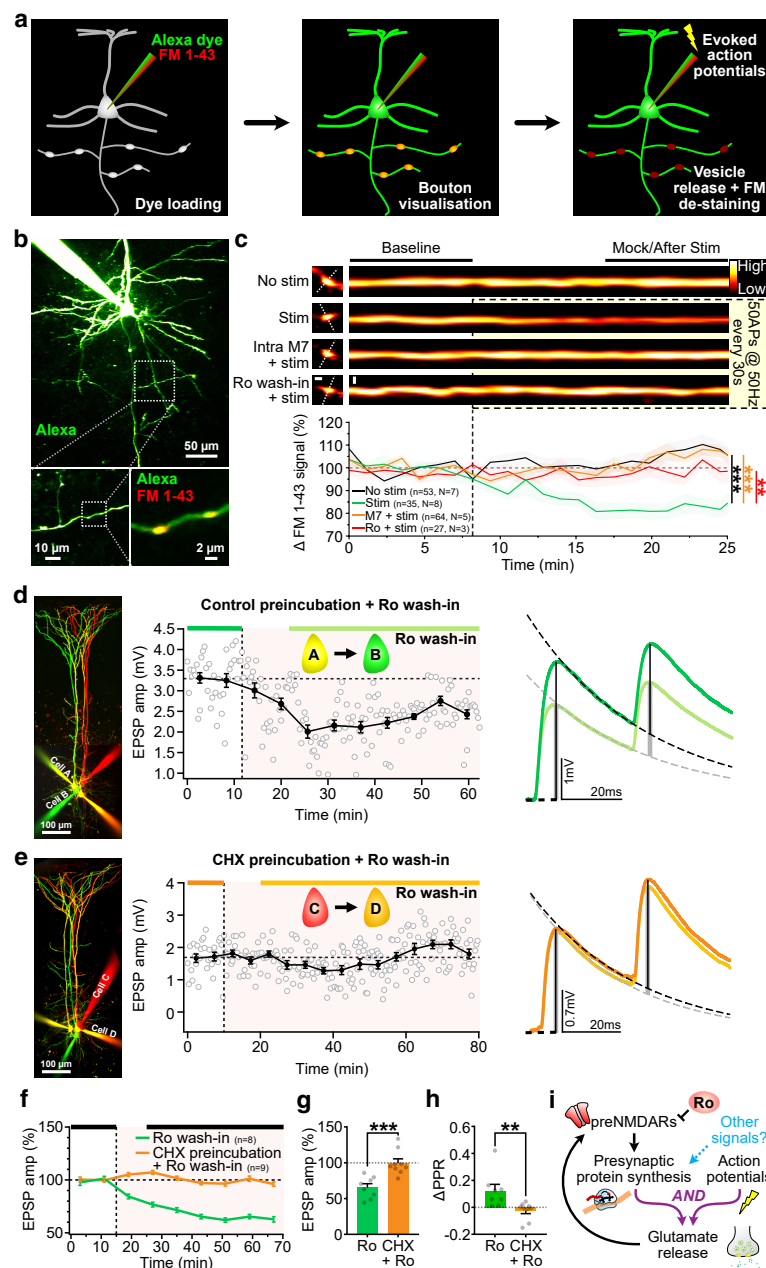 a
Alexa dye
FM 1-43
Dye loading
Bouton
visualisation
Evoked
action
potentials
Vesicle
release + FM
de-staining
b
Alexa
50 µm
10 µm
Alexa
FM 1-43
2 µm
c
Baseline
Mock/After Stim
No stim
Stim
Intra M7
+ stim
Ro wash-in
+ stim
High
Low
50APs @ 50Hz
every 30s
Δ FM 1-43 signal (%)
120
110
100
90
80
70
No stim (n=53, N=7)
Stim (n=35, N=8)
M7 + stim (n=64, N=5)
Ro + stim (n=27, N=3)
*** *** **
0 5 10 15 20 25
Time (min)
d
Cell A
Cell B
100 µm
Control preincubation + Ro wash-in
Ro wash-in
A
B
EPSP amp (mV)
4.5
4.0
3.5
3.0
2.5
2.0
1.5
1.0
0 10 20 30 40 50 60
Time (min)
1mV
20ms
e
Cell C
Cell D
100 µm
CHX preincubation + Ro wash-in
Ro wash-in
C
D
EPSP amp (mV)
4
2
1
0
0 20 40 60 80
Time (min)
0.7mV
20ms
f
EPSP amp (%)
150
100
50
Ro wash-in (n=8)
CHX preincubation
+ Ro wash-in (n=9)
0 10 20 30 40 50 60 70
Time (min)
g
***
EPSP amp (%)
150
100
50
0
Ro
CHX
+ Ro
h
**
ΔPPR
0.6
0.4
0.2
0
-0.2
Ro
CHX
+ Ro
i
Ro
preNMDARs
Other
signals?
Presynaptic
protein synthesis
Action
potentials
AND
Glutamate
release